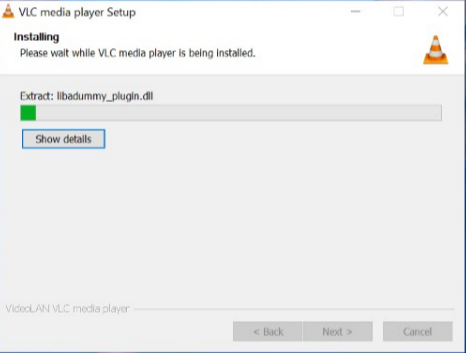 VLC media player Setup
Installing
Please wait while VLC media player is being installed.
Extract: libadummy_plugin.dll
Show details
VideoLAN VLC media player
< Back
Next >
Cancel